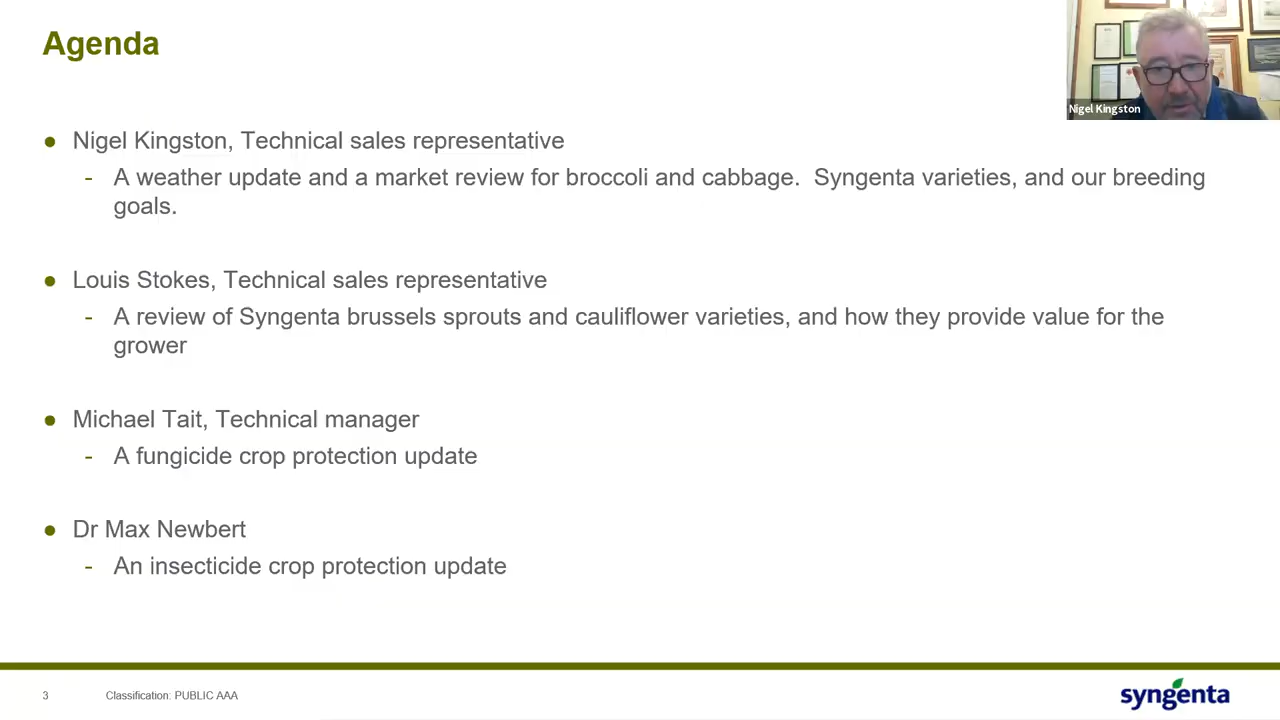 Agenda
Nigel Kingston
● Nigel Kingston, Technical sales representative
- A weather update and a market review for broccoli and cabbage.  Syngenta varieties, and our breeding
goals.
● Louis Stokes, Technical sales representative
- A review of Syngenta brussels sprouts and cauliflower varieties, and how they provide value for the
grower
● Michael Tait, Technical manager
- A fungicide crop protection update
● Dr Max Newbert
- An insecticide crop protection update
3
Classification: PUBLIC AAA
syngenta